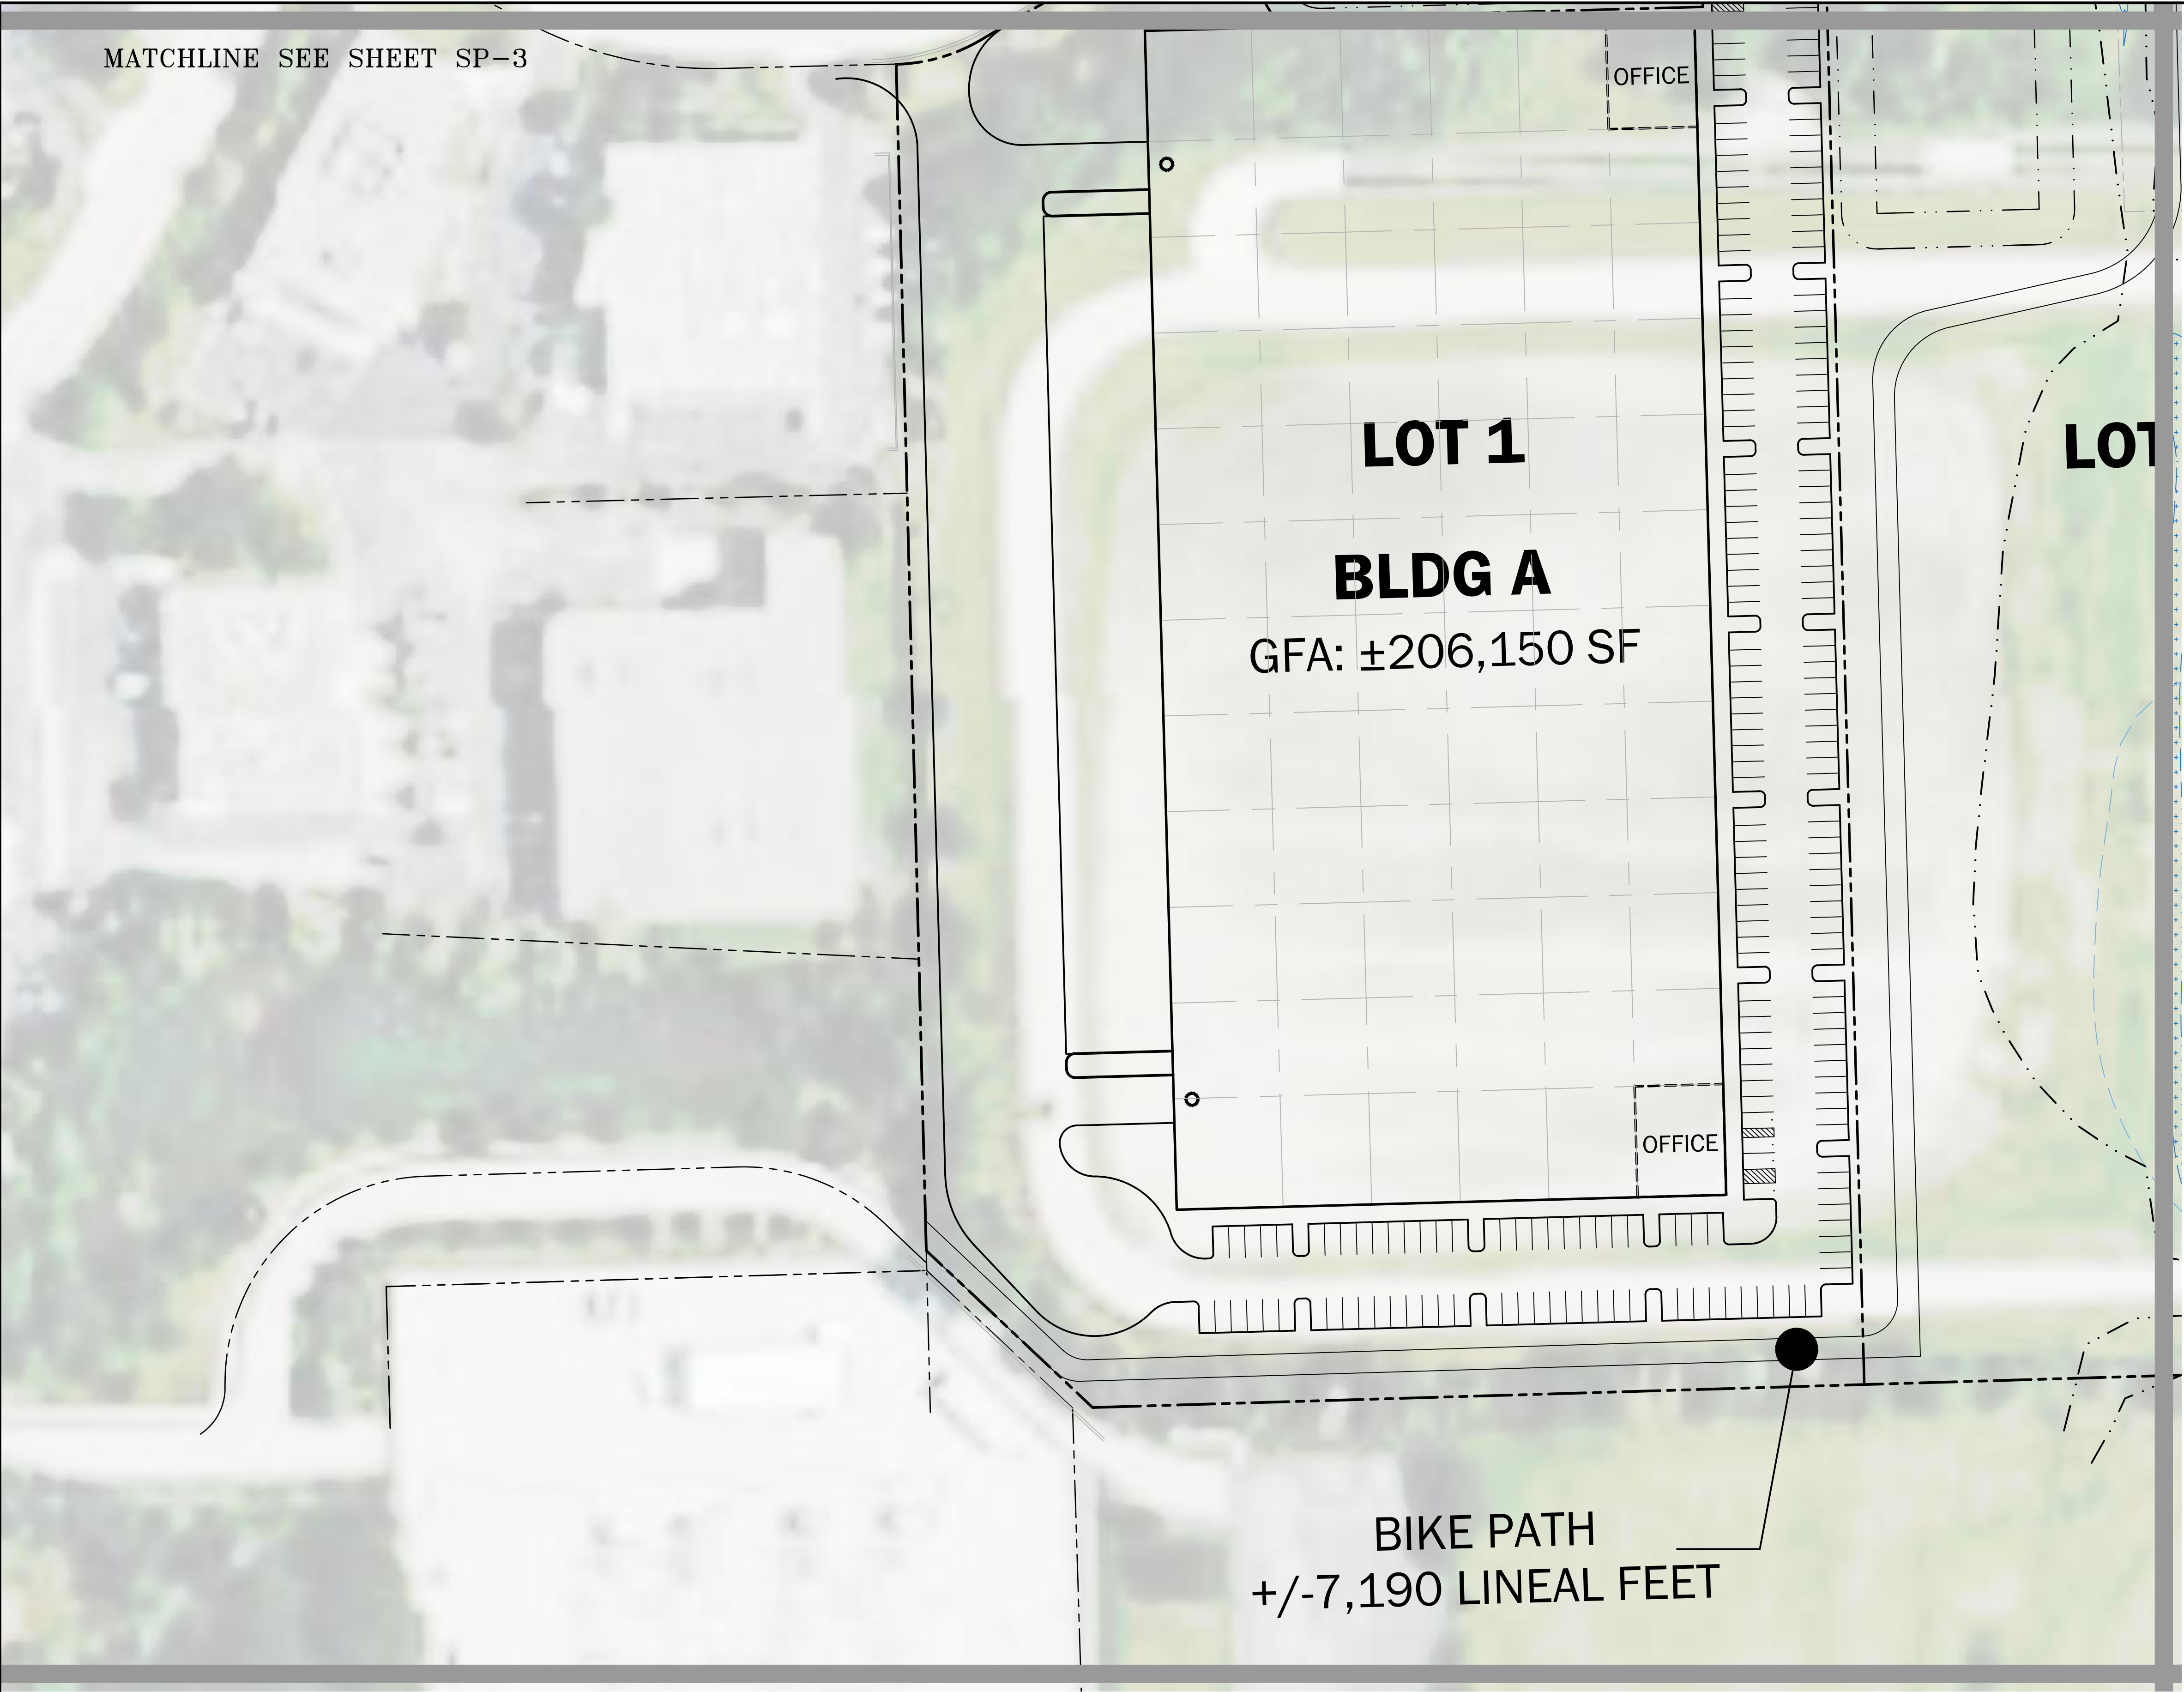 MATCHLINE SEE SHEET SP-3
OFFICE
LOT 1
LOT
BLDG A
GFA: ±206,150 SF
OFFICE
BIKE PATH
+/-7,190 LINEAL FEET